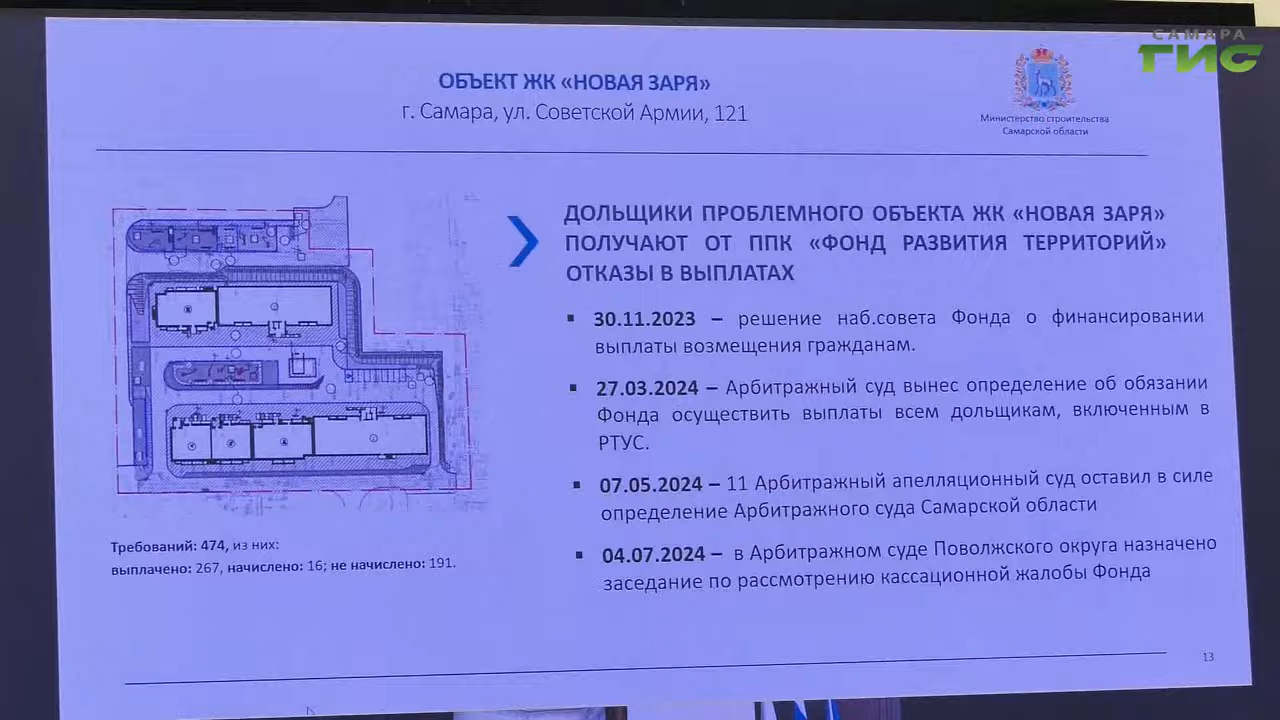 САМАРА
ГИС
ОБЪЕКТ ЖК «НОВАЯ ЗАРЯ»
г. Самара, ул. Советской Армии, 121
Министерство строительства
Самарской области
ДОЛЬЩИКИ ПРОБЛЕМНОГО ОБЪЕКТА ЖК «НОВАЯ ЗАРЯ»
ПОЛУЧАЮТ ОТ ППК «ФОНД РАЗВИТИЯ ТЕРРИТОРИЙ»
ОТКАЗЫ В ВЫПЛАТАХ
▪ 30.11.2023 – решение наб.совета Фонда о финансировании
выплаты возмещения гражданам.
▪ 27.03.2024 – Арбитражный суд вынес определение об обязании
Фонда осуществить выплаты всем дольщикам, включенным в
РТУС.
▪ 07.05.2024 – 11 Арбитражный апелляционный суд оставил в силе
определение Арбитражного суда Самарской области
▪ 04.07.2024 – в Арбитражном суде Поволжского округа назначено
заседание по рассмотрению кассационной жалобы Фонда
Требований: 474, из них:
выплачено: 267, начислено: 16; не начислено: 191.
13